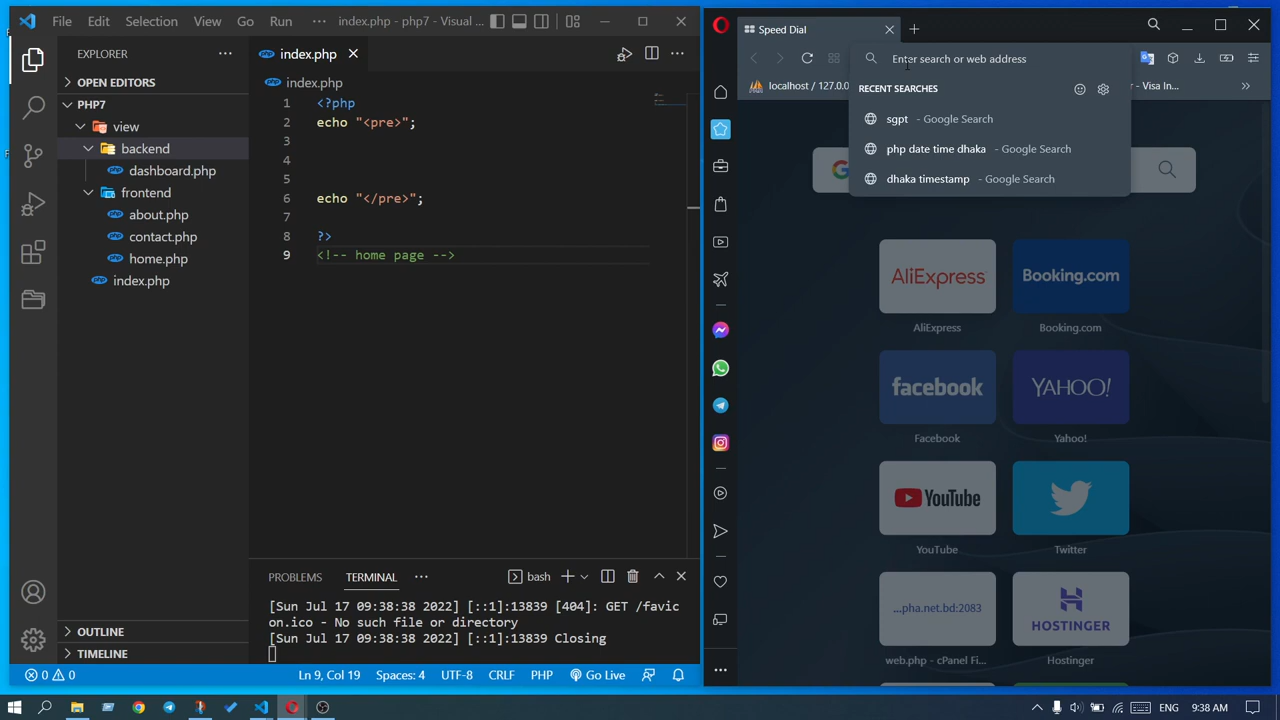 File Edit Selection View Go Run ··· index.php - php7 - Visual ...
EXPLORER
OPEN EDITORS
PHP7
view
backend
dashboard.php
frontend
about.php
contact.php
home.php
index.php
OUTLINE
TIMELINE
index.php
index.php
1 <?php
2 echo "<pre>";
3
4
5
6 echo "</pre>";
7
8 ?>
9 <!-- home page -->
PROBLEMS TERMINAL ··· bash
[Sun Jul 17 09:38:38 2022] [::1]:13839 [404]: GET /favic
on.ico - No such file or directory
[Sun Jul 17 09:38:38 2022] [::1]:13839 Closing
0 0 Ln 9, Col 19 Spaces: 4 UTF-8 CRLF PHP Go Live
Speed Dial
Enter search or web address
localhost / 127.0.0
r - Visa In...
RECENT SEARCHES
sgpt - Google Search
php date time dhaka - Google Search
dhaka timestamp - Google Search
AliExpress Booking.com
AliExpress Booking.com
facebook YAHOO!
Facebook Yahoo!
YouTube
YouTube Twitter
...pha.net.bd:2083 HOSTINGER
web.php - cPanel Fi... Hostinger
ENG 9:38 AM